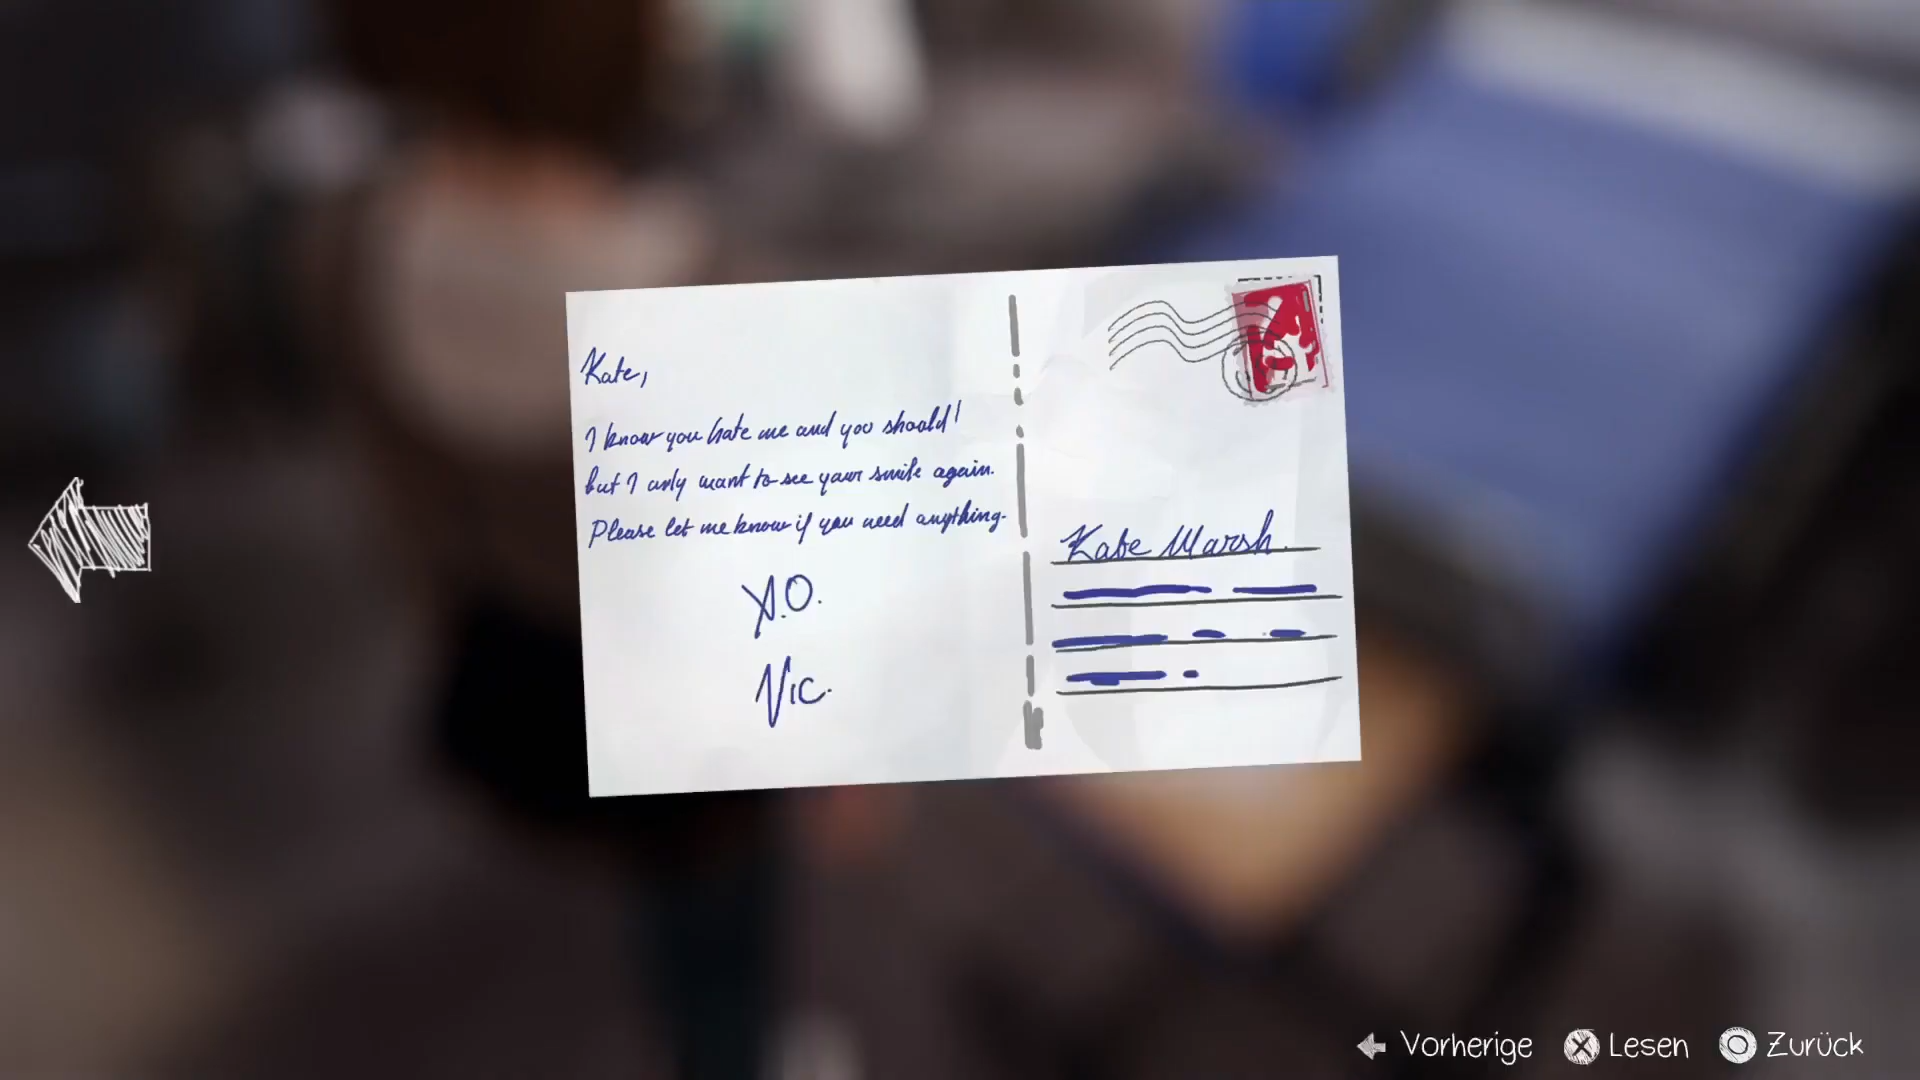 Kate,
I know you hate me and you should!
but I only want to see your smile again.
Please let me know if you need anything.
X.O.
Vic.
Kate Marsh
Vorherige
Lesen
Zurück